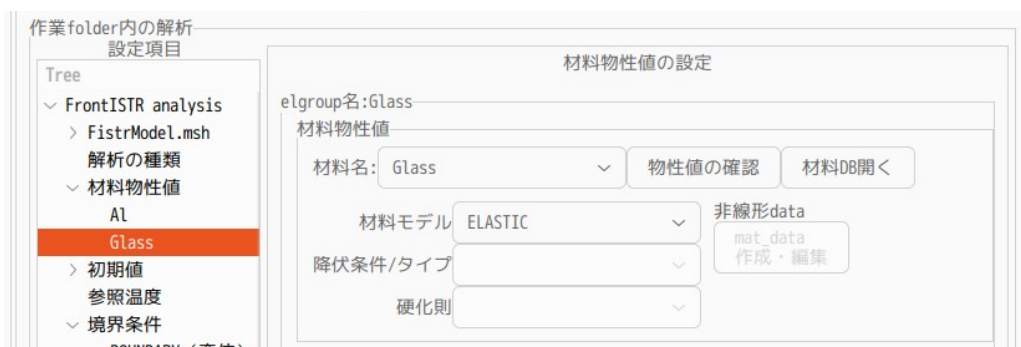 作業folder内の解析
設定項目
Tree
FrontISTR analysis
FistrModel.msh
解析の種類
材料物性値
Al
Glass
初期値
参照温度
境界条件
材料物性値の設定
elgroup名:Glass
材料物性値
材料名: Glass 物性値の確認 材料DB開く
材料モデル ELASTIC
非線形data
mat_data
作成・編集
降伏条件/タイプ
硬化則